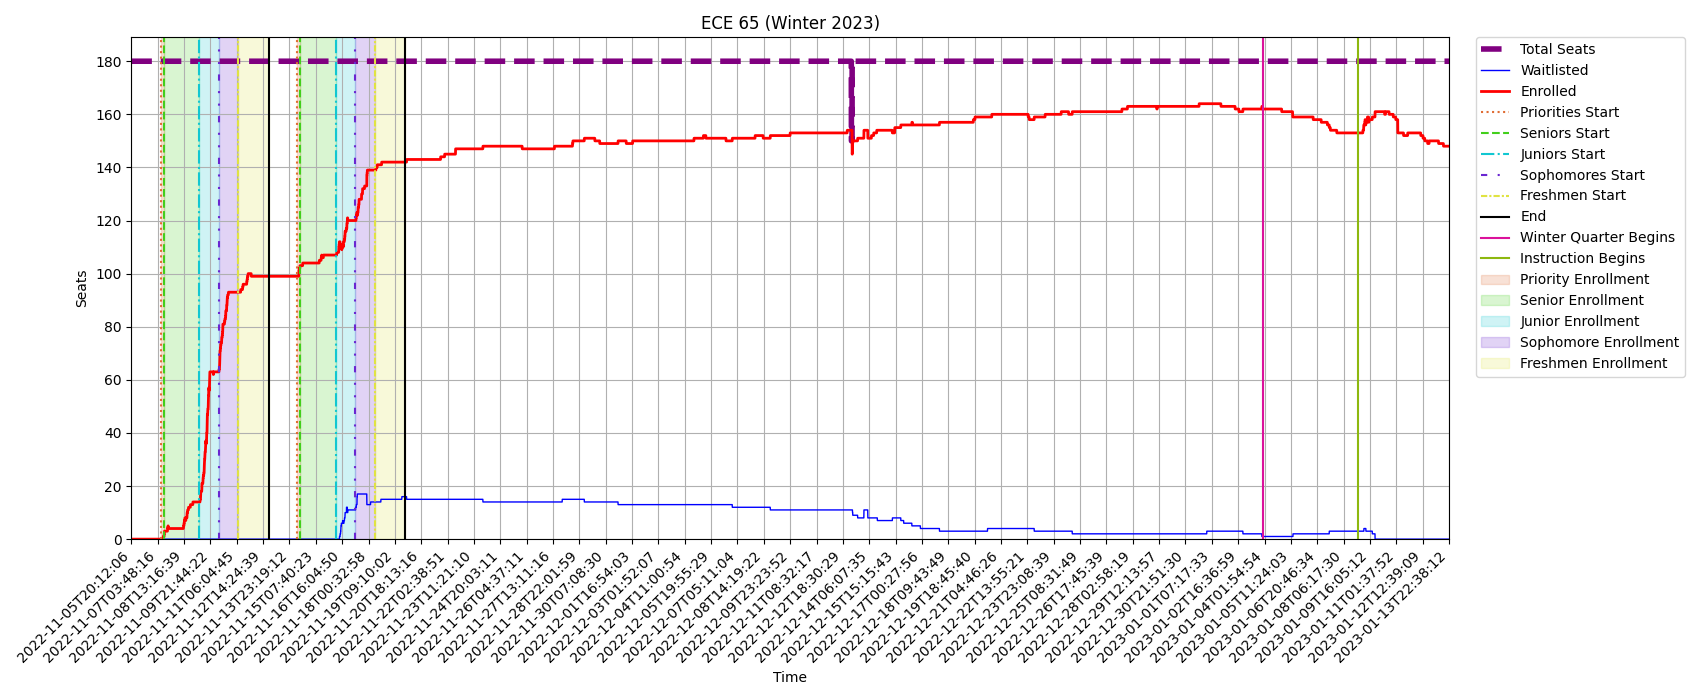 ECE 65 (Winter 2023)
Seats
180
160
140
120
100
80
60
40
20
0
2022-11-05T20:12:06
2022-11-07T03:48:16
2022-11-08T13:16:39
2022-11-09T21:44:22
2022-11-11T06:04:45
2022-11-12T14:24:39
2022-11-13T23:19:12
2022-11-15T07:40:23
2022-11-16T16:04:50
2022-11-18T00:32:58
2022-11-19T09:10:02
2022-11-20T18:13:16
2022-11-22T02:38:51
2022-11-23T11:21:10
2022-11-24T20:03:11
2022-11-26T04:37:11
2022-11-27T13:11:16
2022-11-28T22:01:59
2022-11-30T07:08:30
2022-12-01T16:54:03
2022-12-03T01:52:07
2022-12-04T11:00:54
2022-12-05T19:55:29
2022-12-07T05:11:04
2022-12-08T14:19:22
2022-12-09T23:23:52
2022-12-11T08:32:17
2022-12-12T18:30:29
2022-12-14T06:07:35
2022-12-15T15:15:43
2022-12-17T00:27:56
2022-12-18T09:43:49
2022-12-19T18:45:40
2022-12-21T04:46:26
2022-12-22T13:55:21
2022-12-23T23:08:39
2022-12-25T08:31:49
2022-12-26T17:45:39
2022-12-28T02:58:19
2022-12-29T12:13:57
2022-12-30T21:51:30
2023-01-01T07:17:33
2023-01-02T16:36:59
2023-01-04T01:54:54
2023-01-05T11:24:03
2023-01-06T20:46:34
2023-01-08T06:17:30
2023-01-09T16:05:12
2023-01-11T01:37:52
2023-01-12T12:39:09
2023-01-13T22:38:12
Time
Total Seats
Waitlisted
Enrolled
Priorities Start
Seniors Start
Juniors Start
Sophomores Start
Freshmen Start
End
Winter Quarter Begins
Instruction Begins
Priority Enrollment
Senior Enrollment
Junior Enrollment
Sophomore Enrollment
Freshmen Enrollment